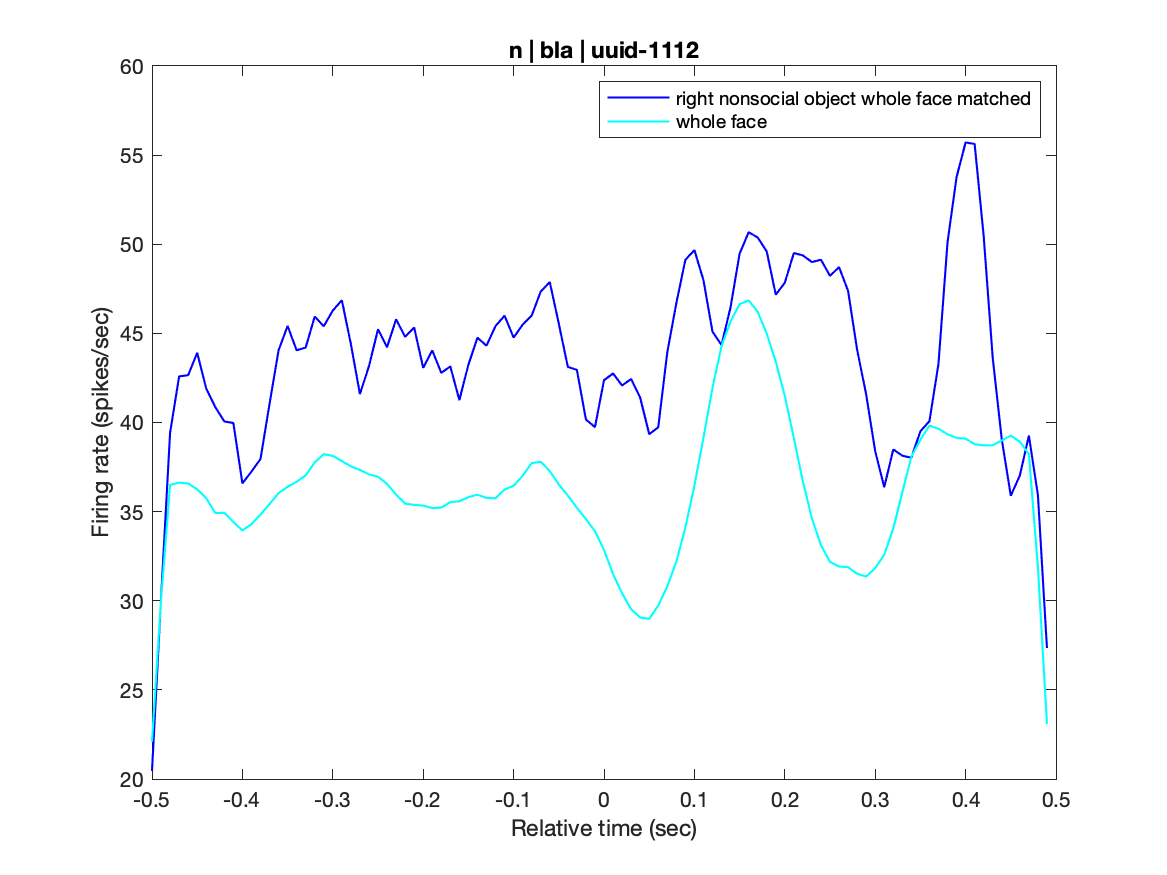 n | bla | uuid-1112
right nonsocial object whole face matched
whole face
60
55
50
45
40
35
30
25
20
Firing rate (spikes/sec)
-0.5 -0.4 -0.3 -0.2 -0.1 0 0.1 0.2 0.3 0.4 0.5
Relative time (sec)